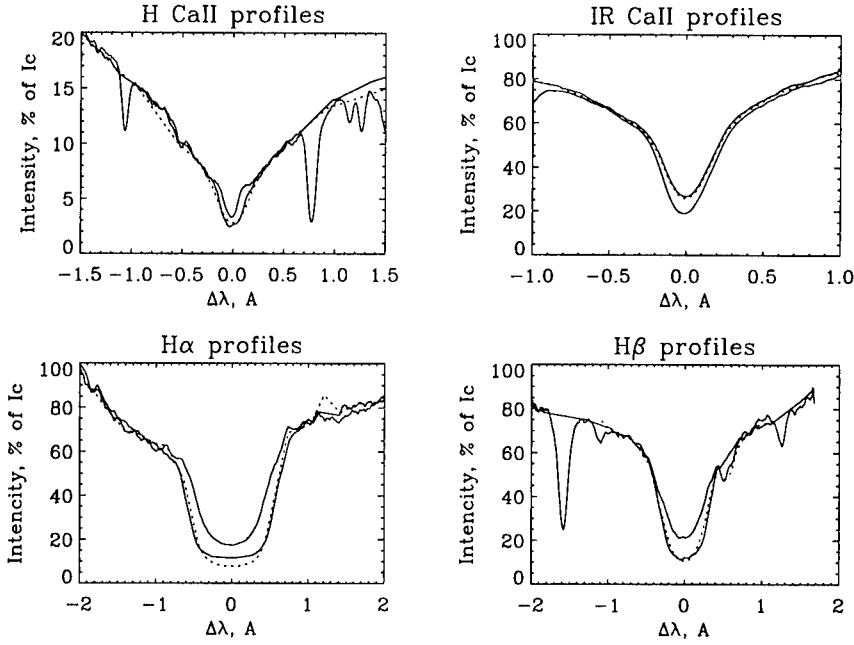 H CaII profiles
Intensity, % of Ic
20
15
10
5
0
−1.5 −1.0 −0.5 0.0 0.5 1.0 1.5
Δλ, A
IR CaII profiles
Intensity, % of Ic
100
80
60
40
20
0
−1.0 −0.5 0.0 0.5 1.0
Δλ, A
Hα profiles
Intencity, % of Ic
100
80
60
40
20
0
−2 −1 0 1 2
Δλ, A
Hβ profiles
Intencity, % of Ic
100
80
60
40
20
0
−2 −1 0 1 2
Δλ, A